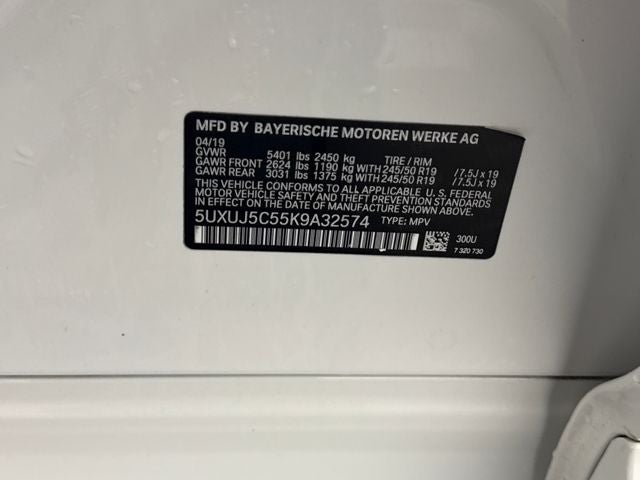 MFD BY BAYERISCHE MOTOREN WERKE AG
04/19
GVWR 5401 lbs 2450 kg TIRE / RIM
GAWR FRONT 2624 lbs 1190 kg WITH 245/50 R19 / 7.5J x 19
GAWR REAR 3031 lbs 1375 kg WITH 245/50 R19 / 7.5J x 19
THIS VEHICLE CONFORMS TO ALL APPLICABLE U. S. FEDERAL
MOTOR VEHICLE SAFETY AND THEFT PREVENTION STANDARDS
IN EFFECT ON THE DATE OF MANUFACTURE SHOWN ABOVE.
5UXUJ5C55K9A32574 TYPE: MPV
300U
7 320 730